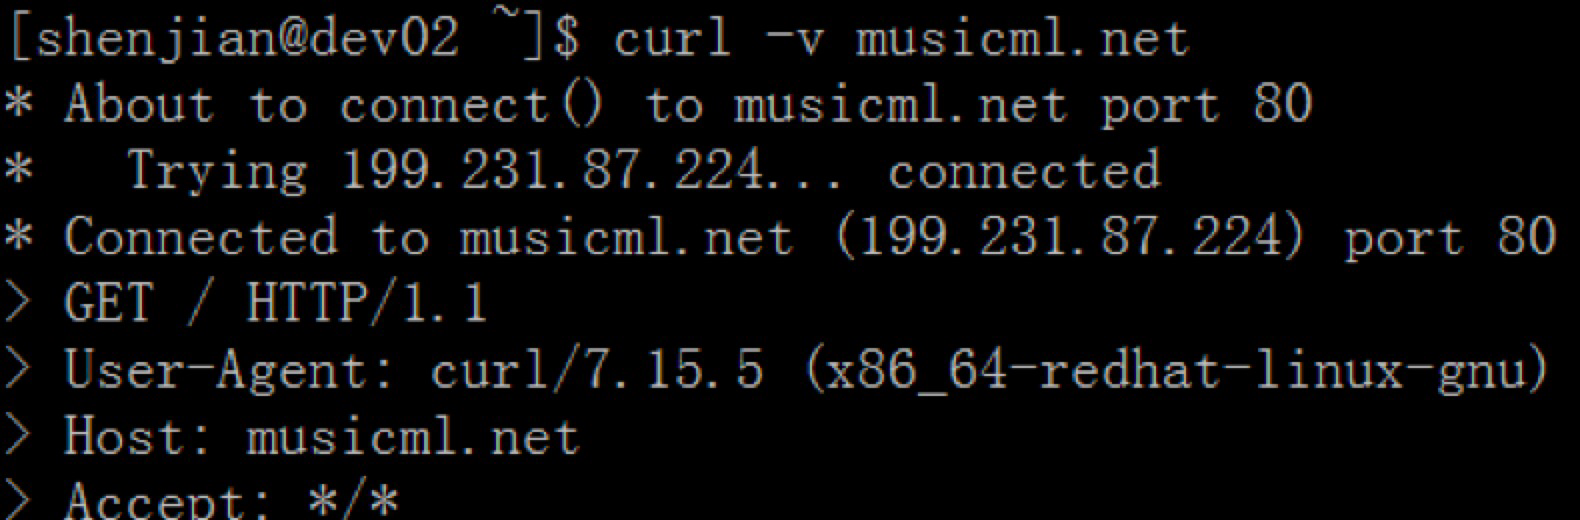 [shenjian@dev02 ~]$ curl -v musicml.net
* About to connect() to musicml.net port 80
*   Trying 199.231.87.224... connected
* Connected to musicml.net (199.231.87.224) port 80
> GET / HTTP/1.1
> User-Agent: curl/7.15.5 (x86_64-redhat-linux-gnu)
> Host: musicml.net
> Accept: */*